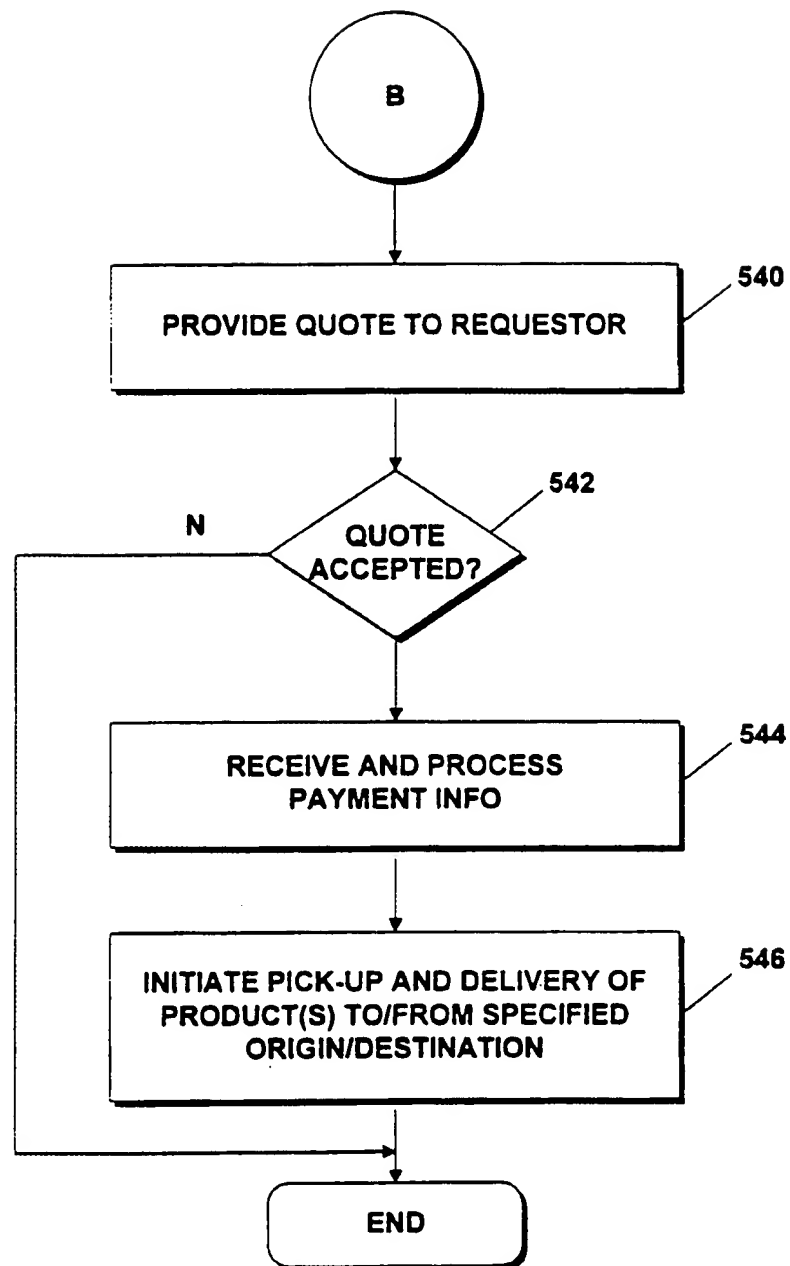 B
540
PROVIDE QUOTE TO REQUESTOR
542
N
QUOTE
ACCEPTED?
544
RECEIVE AND PROCESS
PAYMENT INFO
546
INITIATE PICK-UP AND DELIVERY OF
PRODUCT(S) TO/FROM SPECIFIED
ORIGIN/DESTINATION
END